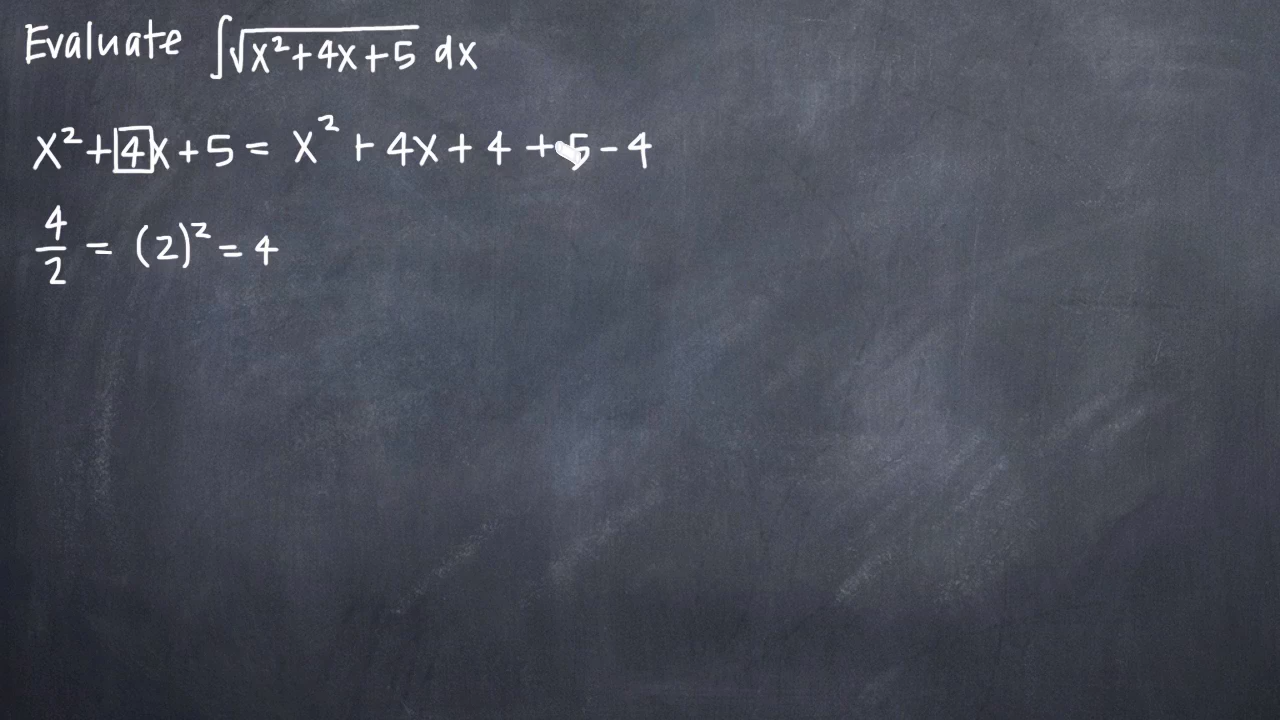 Evaluate ∫√(x²+4x+5) dx
x²+4x+5 = x²+4x+4+5-4
4/2 = (2)² = 4